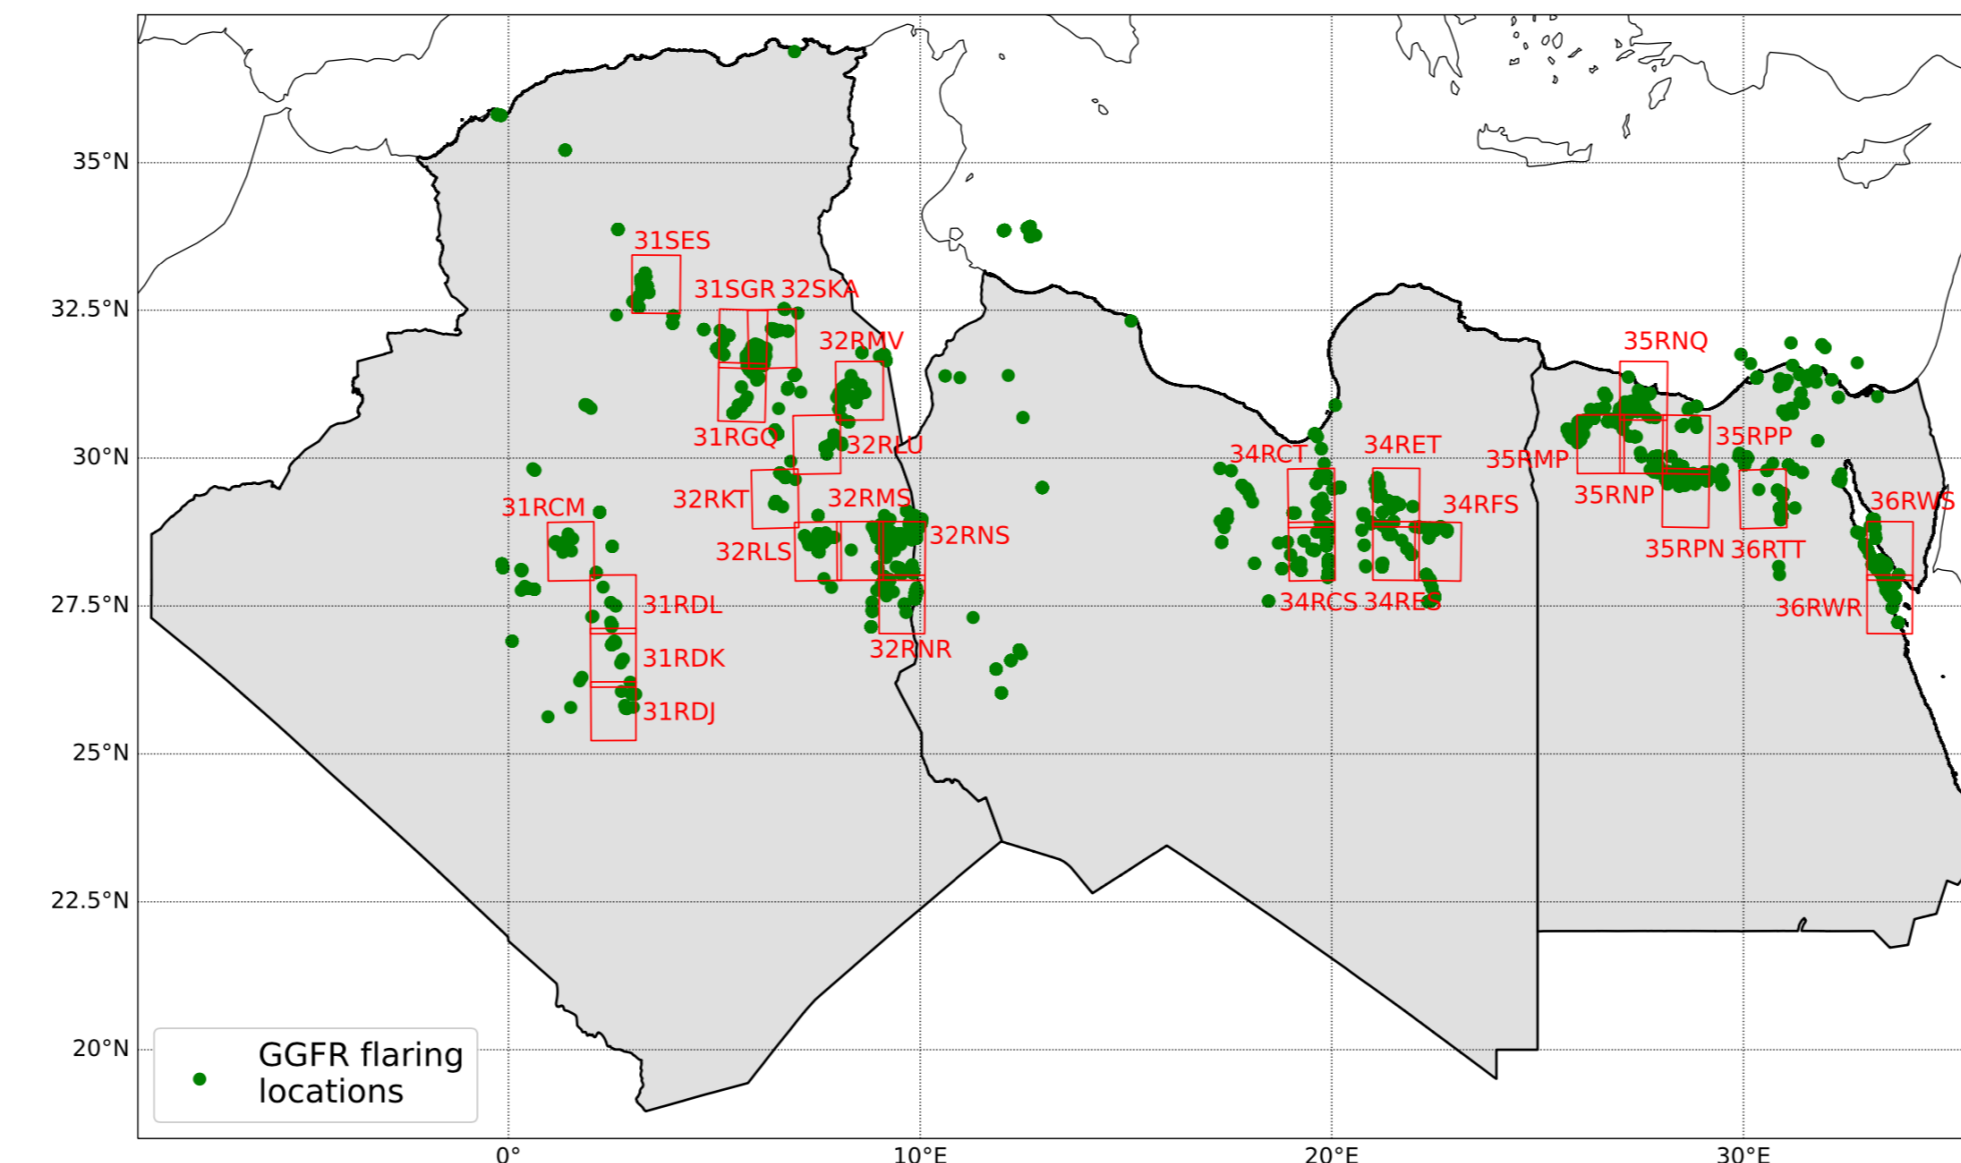 35°N
31SES
31SGR 32SKA
32.5°N
32RMV
35RNQ
31RGQ
32RLU
34RCT
34RET
35RPP
35RMP
30°N
32RKT
32RMS
35RNP
34RFS
36RWS
31RCM
32RLS
32RNS
35RPN 36RTT
27.5°N
31RDL
34RCS 34RES
36RWR
32RNR
31RDK
31RDJ
25°N
22.5°N
20°N
GGFR flaring
locations
0°
10°E
20°E
30°E